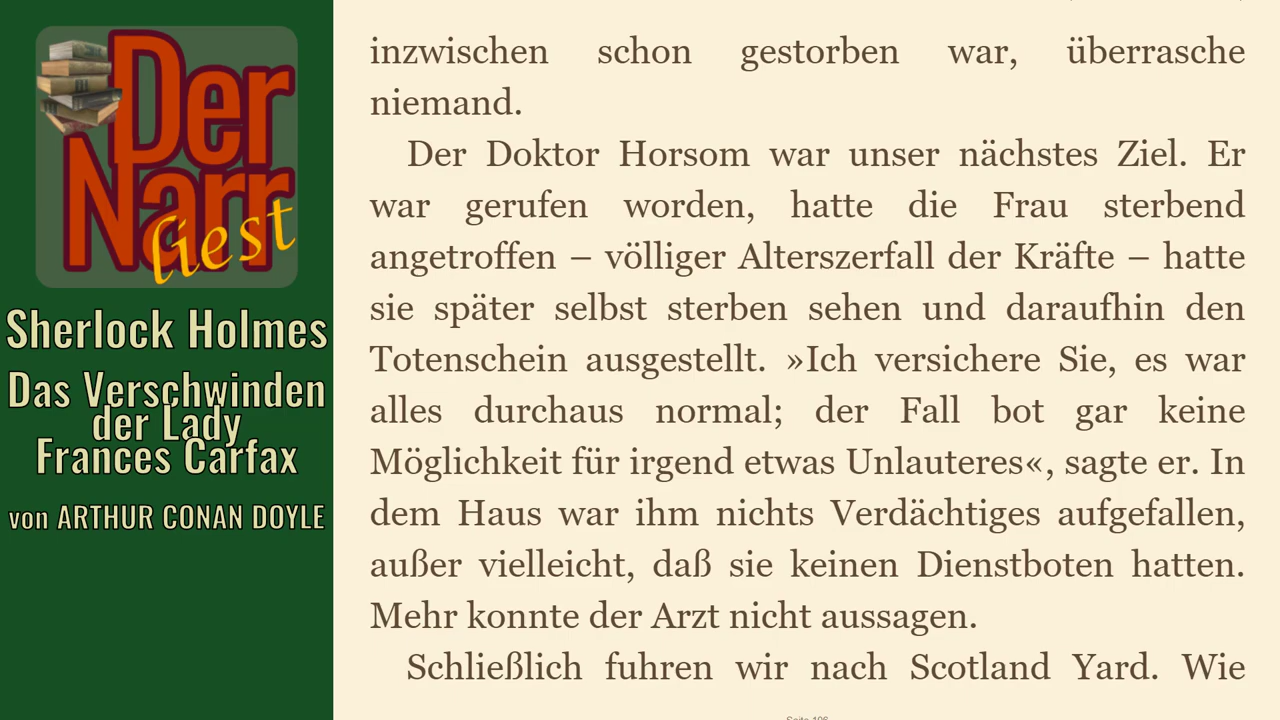 Der
Narr
liest
Sherlock Holmes
Das Verschwinden
der Lady
Frances Carfax
von ARTHUR CONAN DOYLE
inzwischen schon gestorben war, überrasche
niemand.
Der Doktor Horsom war unser nächstes Ziel. Er
war gerufen worden, hatte die Frau sterbend
angetroffen – völliger Alterszerfall der Kräfte – hatte
sie später selbst sterben sehen und daraufhin den
Totenschein ausgestellt. »Ich versichere Sie, es war
alles durchaus normal; der Fall bot gar keine
Möglichkeit für irgend etwas Unlauteres«, sagte er. In
dem Haus war ihm nichts Verdächtiges aufgefallen,
außer vielleicht, daß sie keinen Dienstboten hatten.
Mehr konnte der Arzt nicht aussagen.
Schließlich fuhren wir nach Scotland Yard. Wie